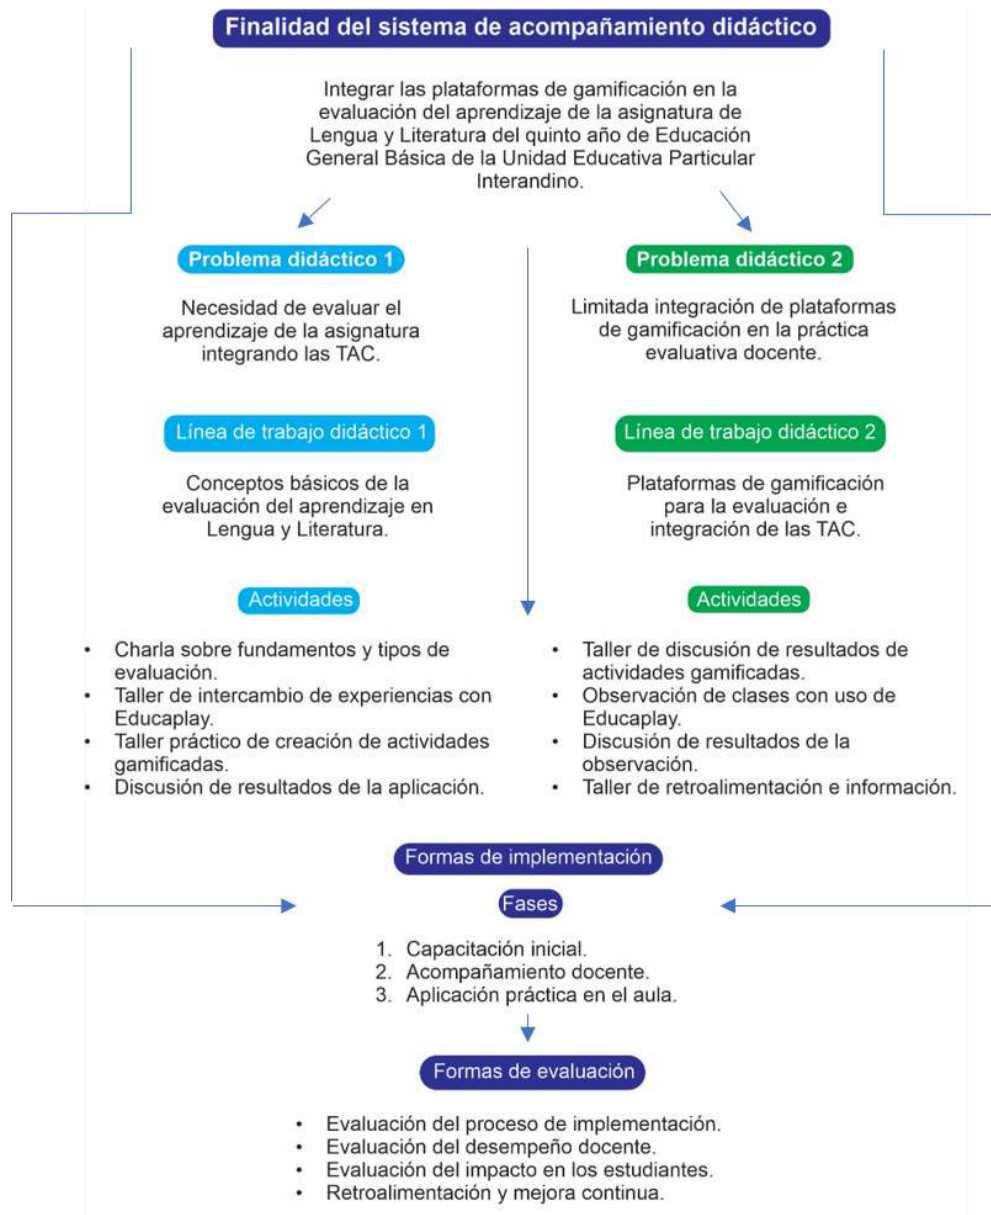 Finalidad del sistema de acompañamiento didáctico
Integrar las plataformas de gamificación en la
evaluación del aprendizaje de la asignatura de
Lengua y Literatura del quinto año de Educación
General Básica de la Unidad Educativa Particular
Interandino.
Problema didáctico 1
Necesidad de evaluar el
aprendizaje de la asignatura
integrando las TAC.
Línea de trabajo didáctico 1
Conceptos básicos de la
evaluación del aprendizaje en
Lengua y Literatura.
Actividades
• Charla sobre fundamentos y tipos de
evaluación.
• Taller de intercambio de experiencias con
Educaplay.
• Taller práctico de creación de actividades
gamificadas.
• Discusión de resultados de la aplicación.
Problema didáctico 2
Limitada integración de plataformas
de gamificación en la práctica
evaluativa docente.
Línea de trabajo didáctico 2
Plataformas de gamificación
para la evaluación e
integración de las TAC.
Actividades
• Taller de discusión de resultados de
actividades gamificadas.
• Observación de clases con uso de
Educaplay.
• Discusión de resultados de la
observación.
• Taller de retroalimentación e información.
Formas de implementación
Fases
1. Capacitación inicial.
2. Acompañamiento docente.
3. Aplicación práctica en el aula.
Formas de evaluación
• Evaluación del proceso de implementación.
• Evaluación del desempeño docente.
• Evaluación del impacto en los estudiantes.
• Retroalimentación y mejora continua.